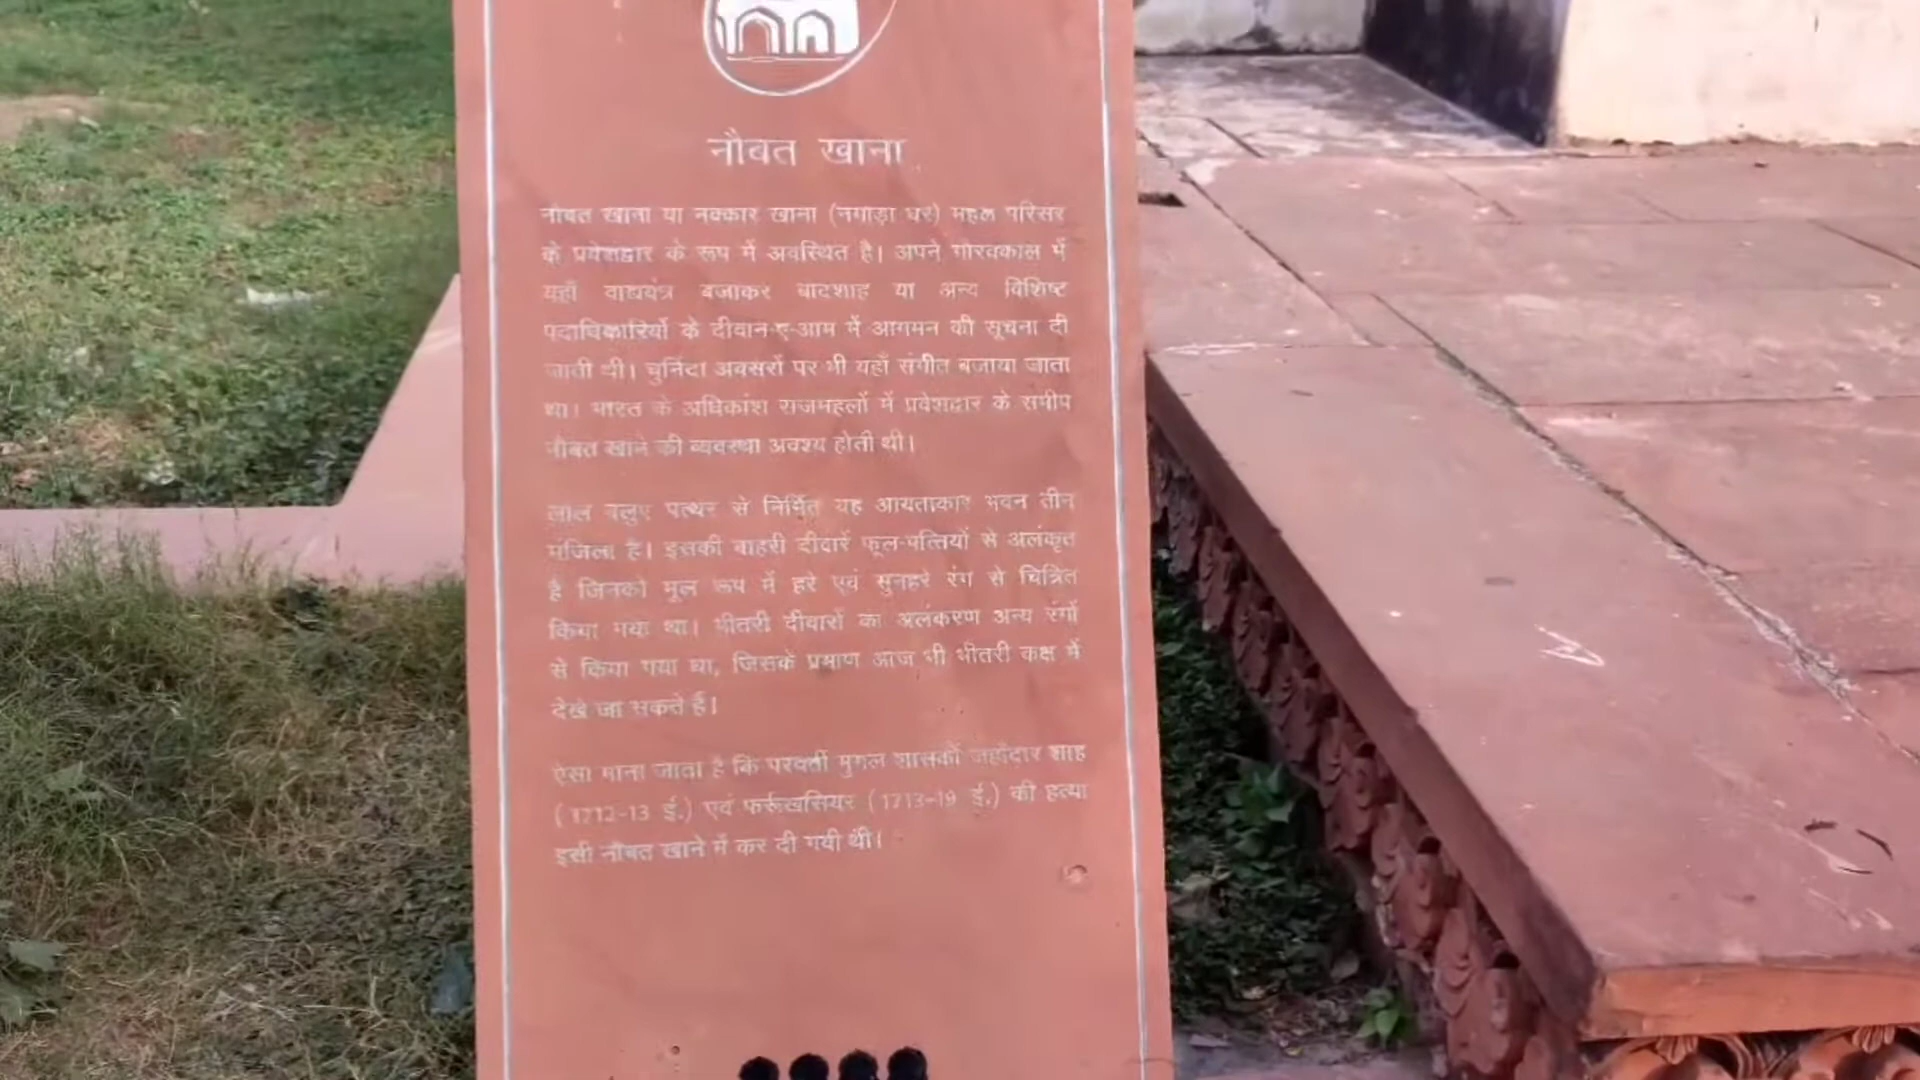 नौबत खाना
नौबत खाना या नक्कार खाना (नगाड़ा घर) महल परिसर
के प्रवेशद्वार के रूप में अवस्थित है। अपने गौरवकाल में
यहाँ वाद्ययंत्र बजाकर बादशाह या अन्य विशिष्ट
पदाधिकारियों के दीवान-ए-आम में आगमन की सूचना दी
जाती थी। चुनिंदा अवसरों पर भी यहाँ संगीत बजाया जाता
था। भारत के अधिकांश राजमहलों में प्रवेशद्वार के समीप
नौबत खाने की व्यवस्था अवश्य होती थी।
लाल बलुए पत्थर से निर्मित यह आयताकार भवन तीन
मंजिला है। इसकी बाहरी दीवारें फूल-पत्तियों से अलंकृत
है जिनको मूल रूप में हरे एवं सुनहरे रंग से चित्रित
किया गया था। भीतरी दीवारों का अलंकरण अन्य रंगों
से किया गया था, जिसके प्रमाण आज भी भीतरी कक्ष में
देखे जा सकते हैं।
ऐसा माना जाता है कि परवर्ती मुगल शासकों जहाँदार शाह
(1712-13 ई.) एवं फर्रूखसियर (1713-19 ई.) की हत्या
इसी नौबत खाने में कर दी गयी थी।